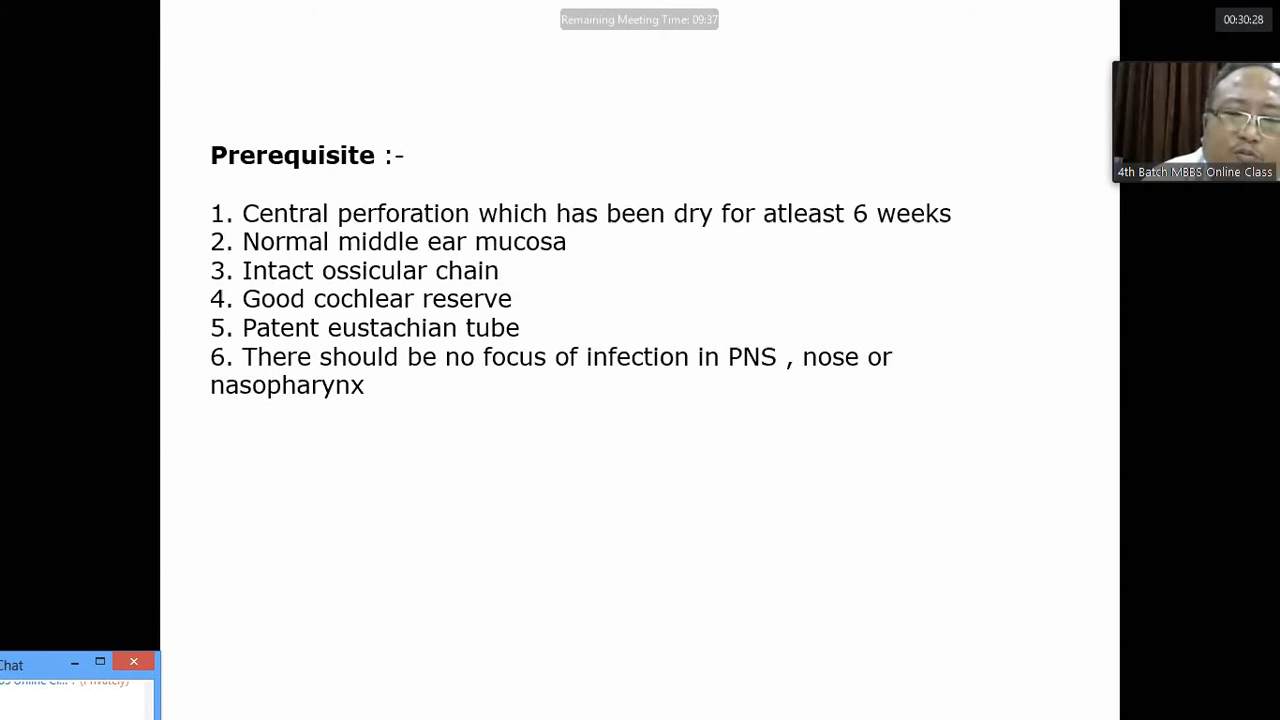 Remaining Meeting Time: 09:37
00:30:28
4th Batch MBBS Online Class
Prerequisite :-
1. Central perforation which has been dry for atleast 6 weeks
2. Normal middle ear mucosa
3. Intact ossicular chain
4. Good cochlear reserve
5. Patent eustachian tube
6. There should be no focus of infection in PNS , nose or
nasopharynx
Chat
(Privately)